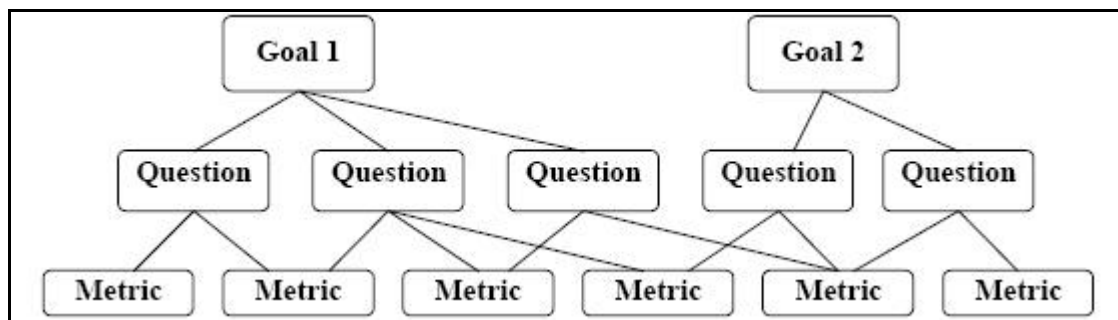 Goal 1 Goal 2
Question Question Question Question Question
Metric Metric Metric Metric Metric Metric